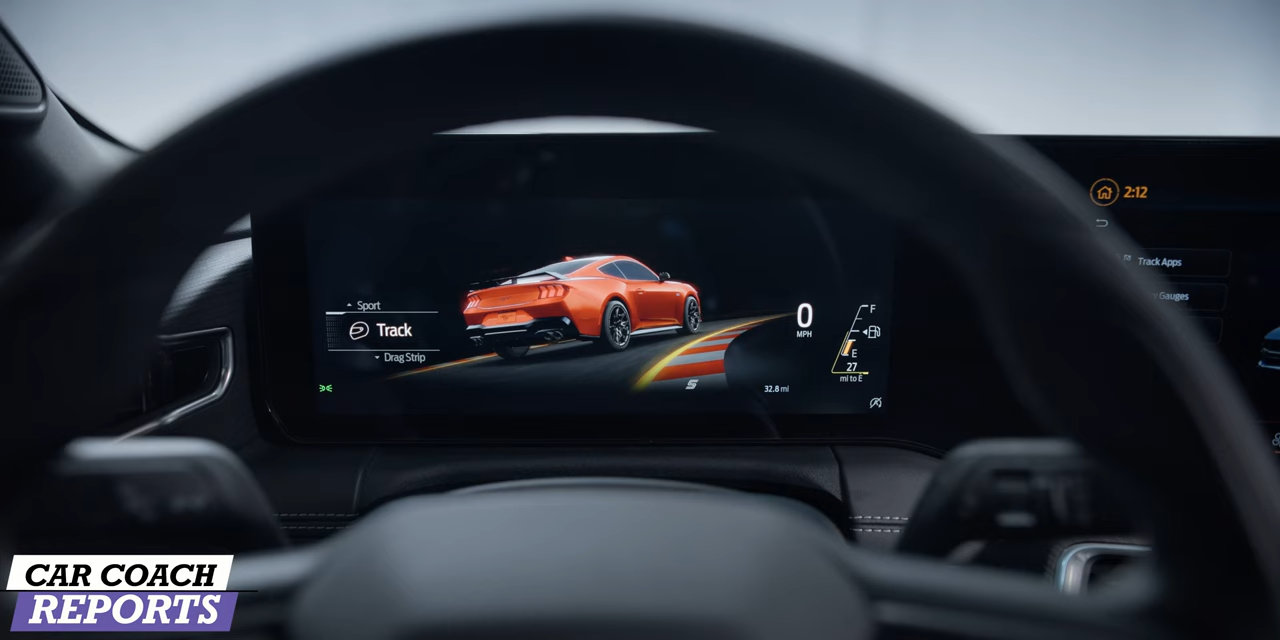 2:12
Track Apps
Gauges
Sport
Track
Drag Strip
0
MPH
F
E
27
mi to E
32.8 mi
S
CAR COACH
REPORTS